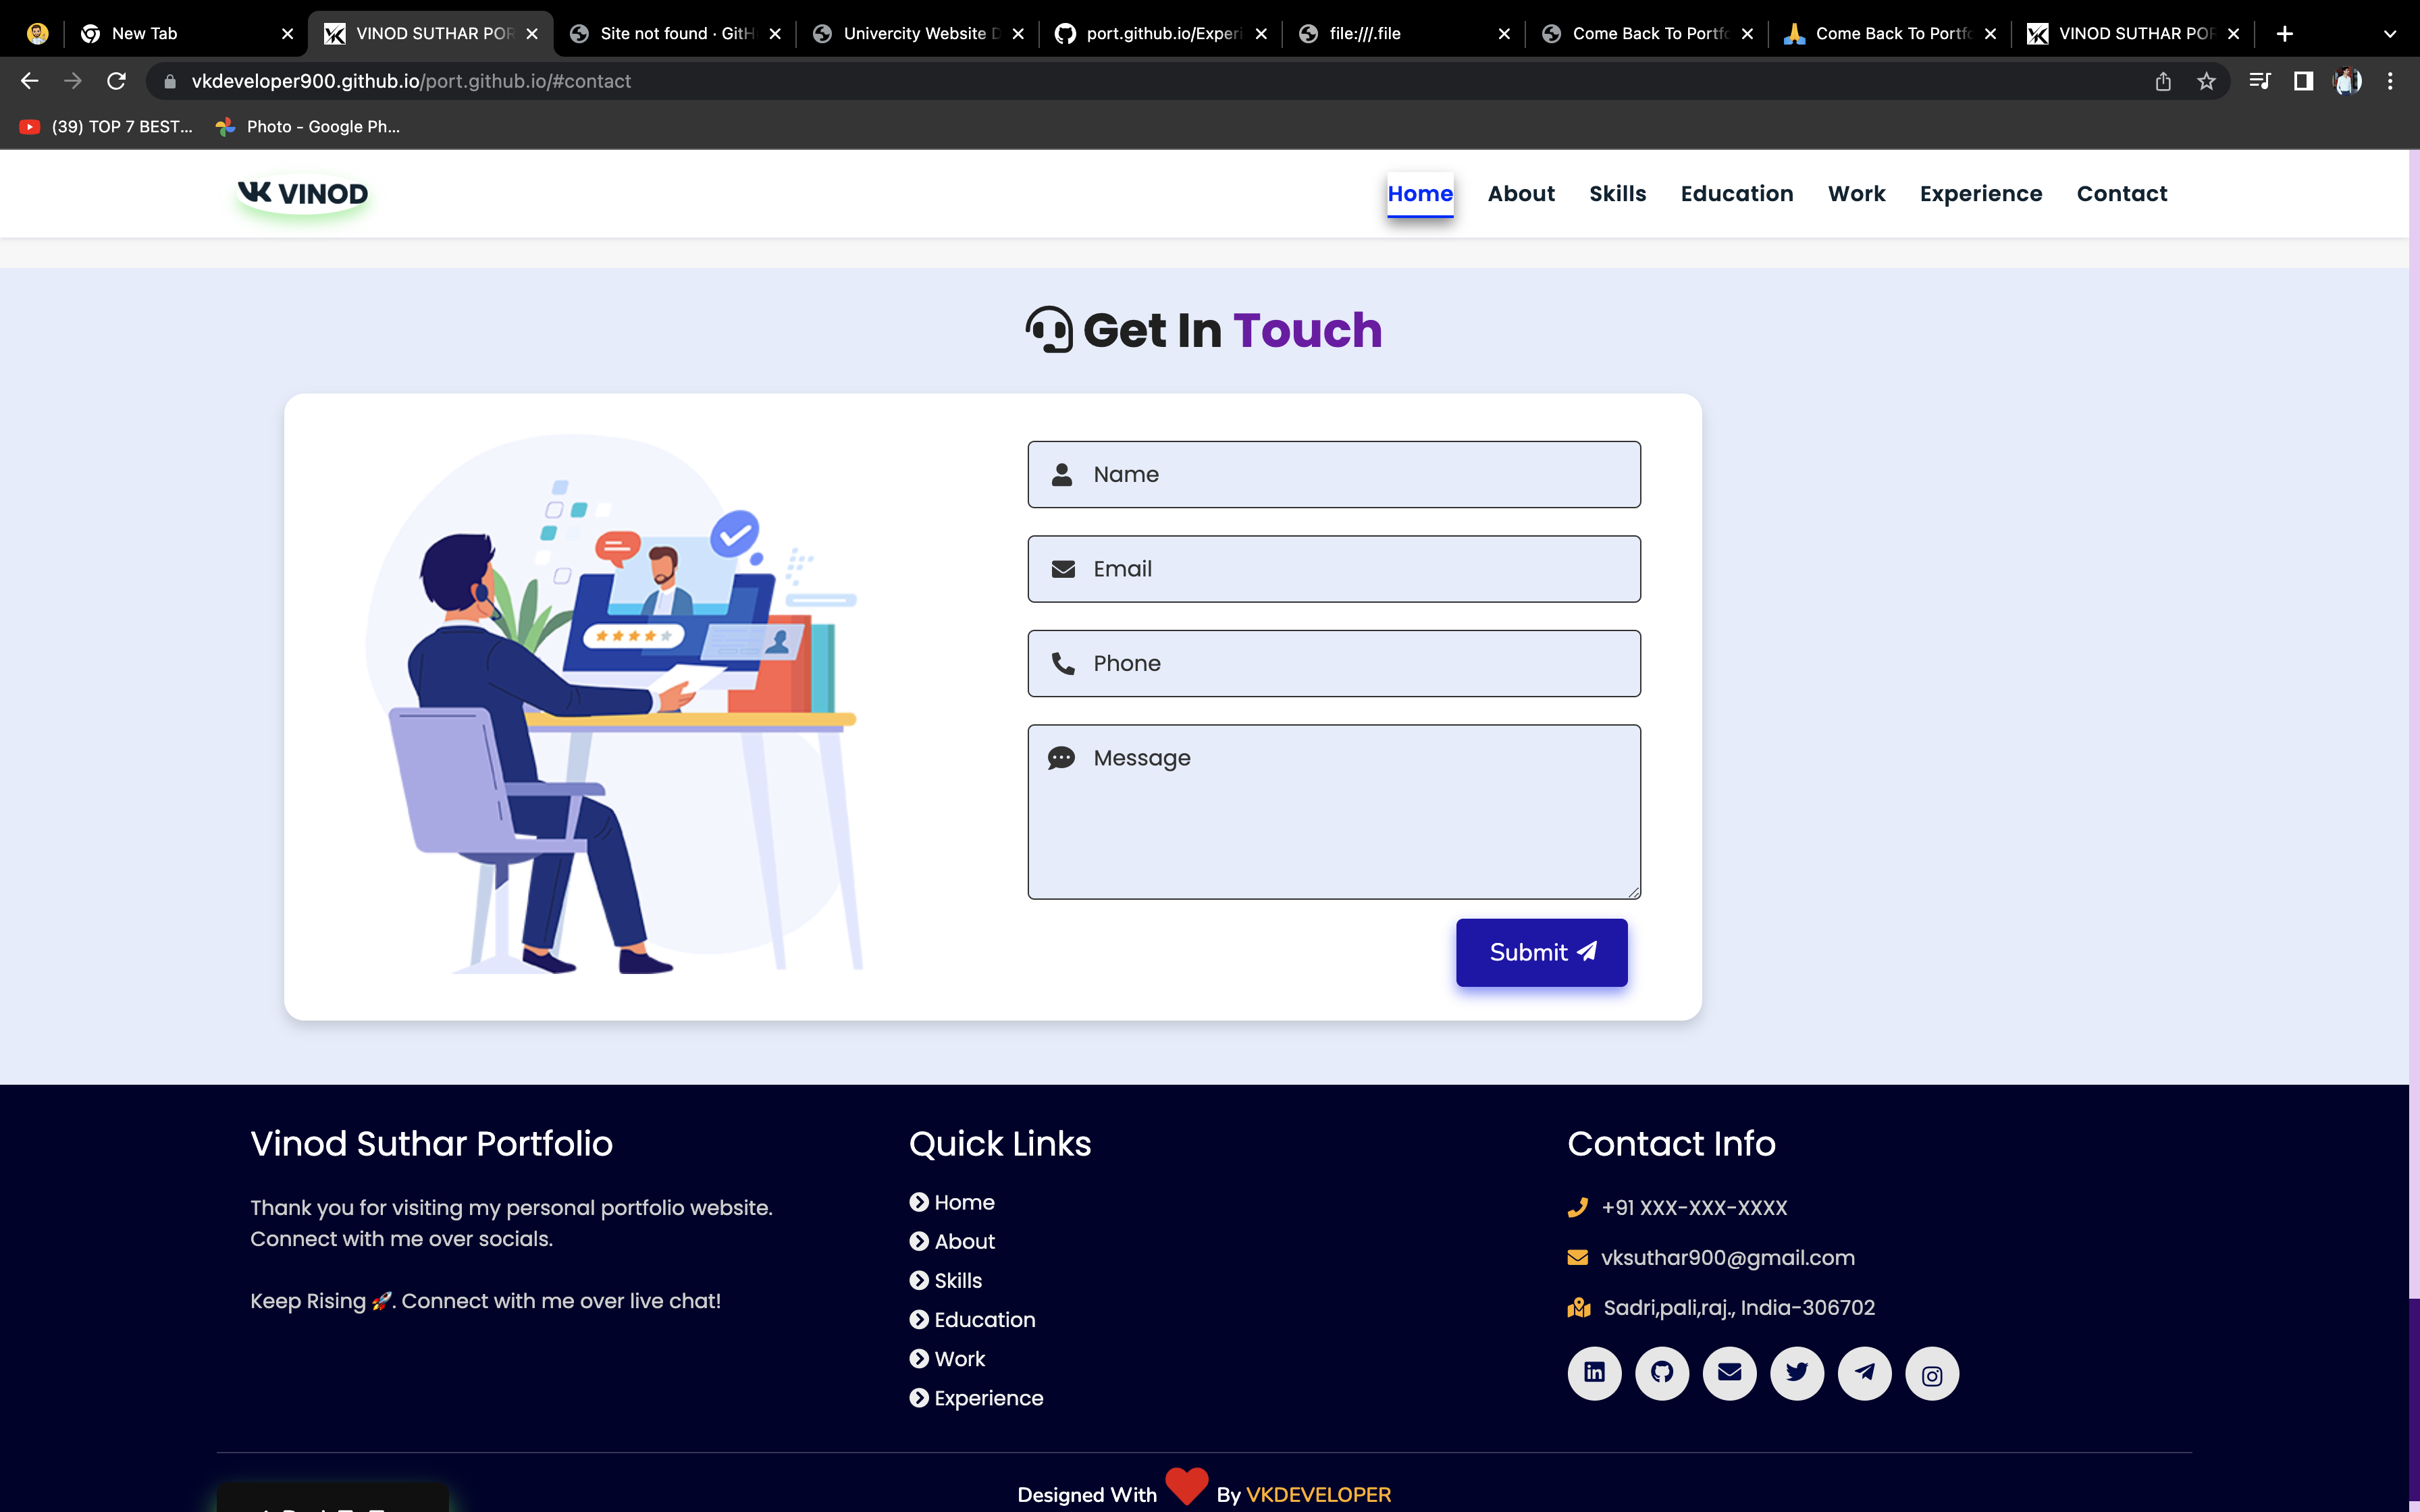 New Tab
VINOD SUTHAR POR
Site not found · GitH
Univercity Website D
port.github.io/Experi
file:///.file
Come Back To Portfo
Come Back To Portfo
VINOD SUTHAR POR
vkdeveloper900.github.io/port.github.io/#contact
(39) TOP 7 BEST...
Photo - Google Ph...
VK VINOD
Home
About
Skills
Education
Work
Experience
Contact
Get In Touch
Name
Email
Phone
Message
Submit
Vinod Suthar Portfolio
Thank you for visiting my personal portfolio website.
Connect with me over socials.
Keep Rising 🚀. Connect with me over live chat!
Quick Links
Home
About
Skills
Education
Work
Experience
Contact Info
+91 XXX-XXX-XXXX
vksuthar900@gmail.com
Sadri,pali,raj., India-306702
Designed With ❤ By VKDEVELOPER